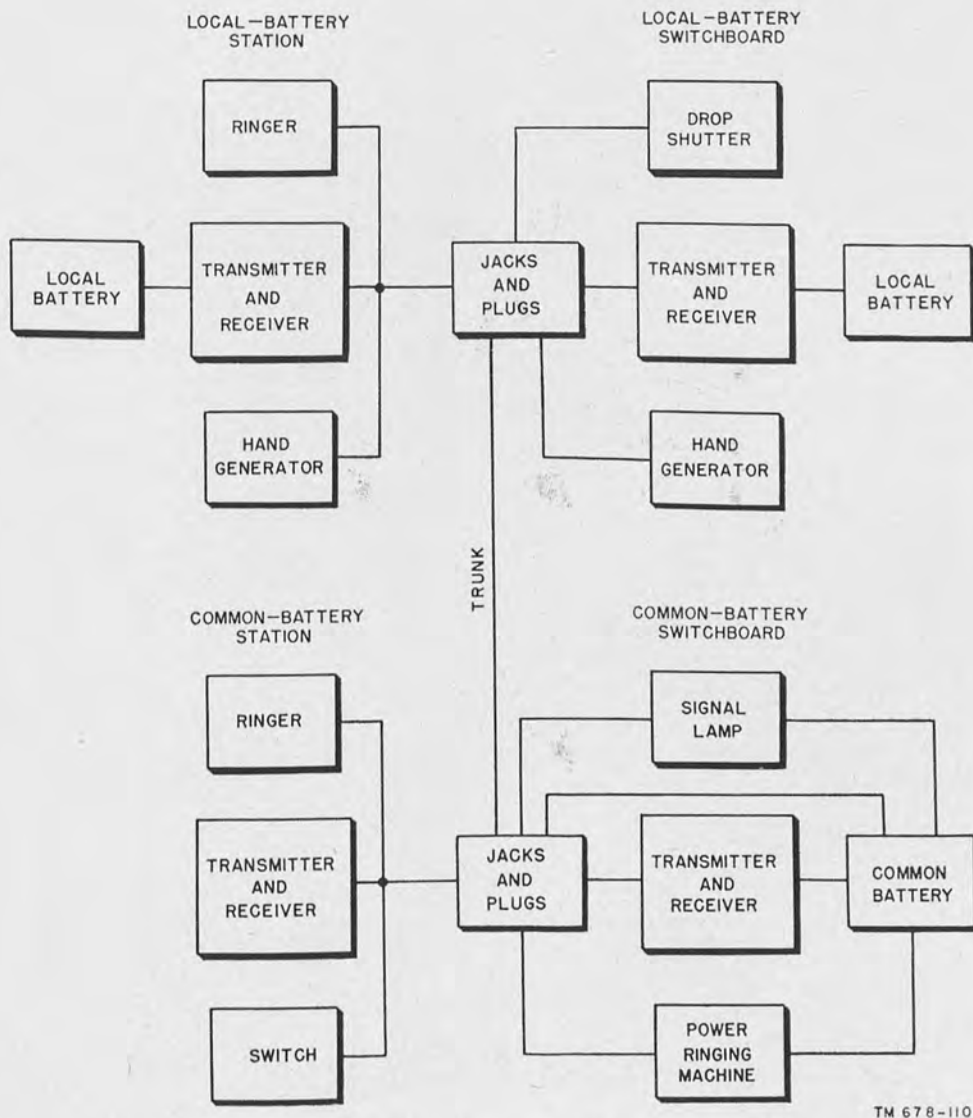 LOCAL–BATTERY
STATION
LOCAL–BATTERY
SWITCHBOARD
RINGER
DROP
SHUTTER
LOCAL
BATTERY
TRANSMITTER
AND
RECEIVER
JACKS
AND
PLUGS
TRANSMITTER
AND
RECEIVER
LOCAL
BATTERY
HAND
GENERATOR
HAND
GENERATOR
TRUNK
COMMON–BATTERY
STATION
COMMON–BATTERY
SWITCHBOARD
RINGER
SIGNAL
LAMP
TRANSMITTER
AND
RECEIVER
JACKS
AND
PLUGS
TRANSMITTER
AND
RECEIVER
COMMON
BATTERY
SWITCH
POWER
RINGING
MACHINE
TM 678-119